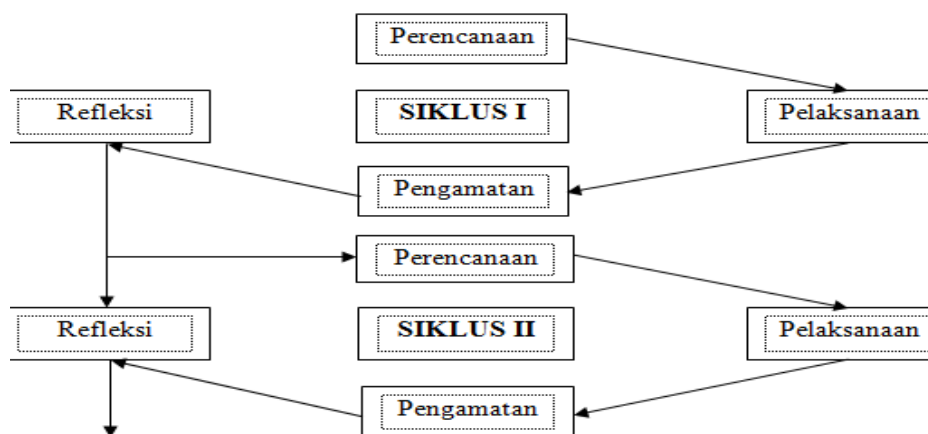 Perencanaan
Refleksi
SIKLUS I
Pelaksanaan
Pengamatan
Perencanaan
Refleksi
SIKLUS II
Pelaksanaan
Pengamatan